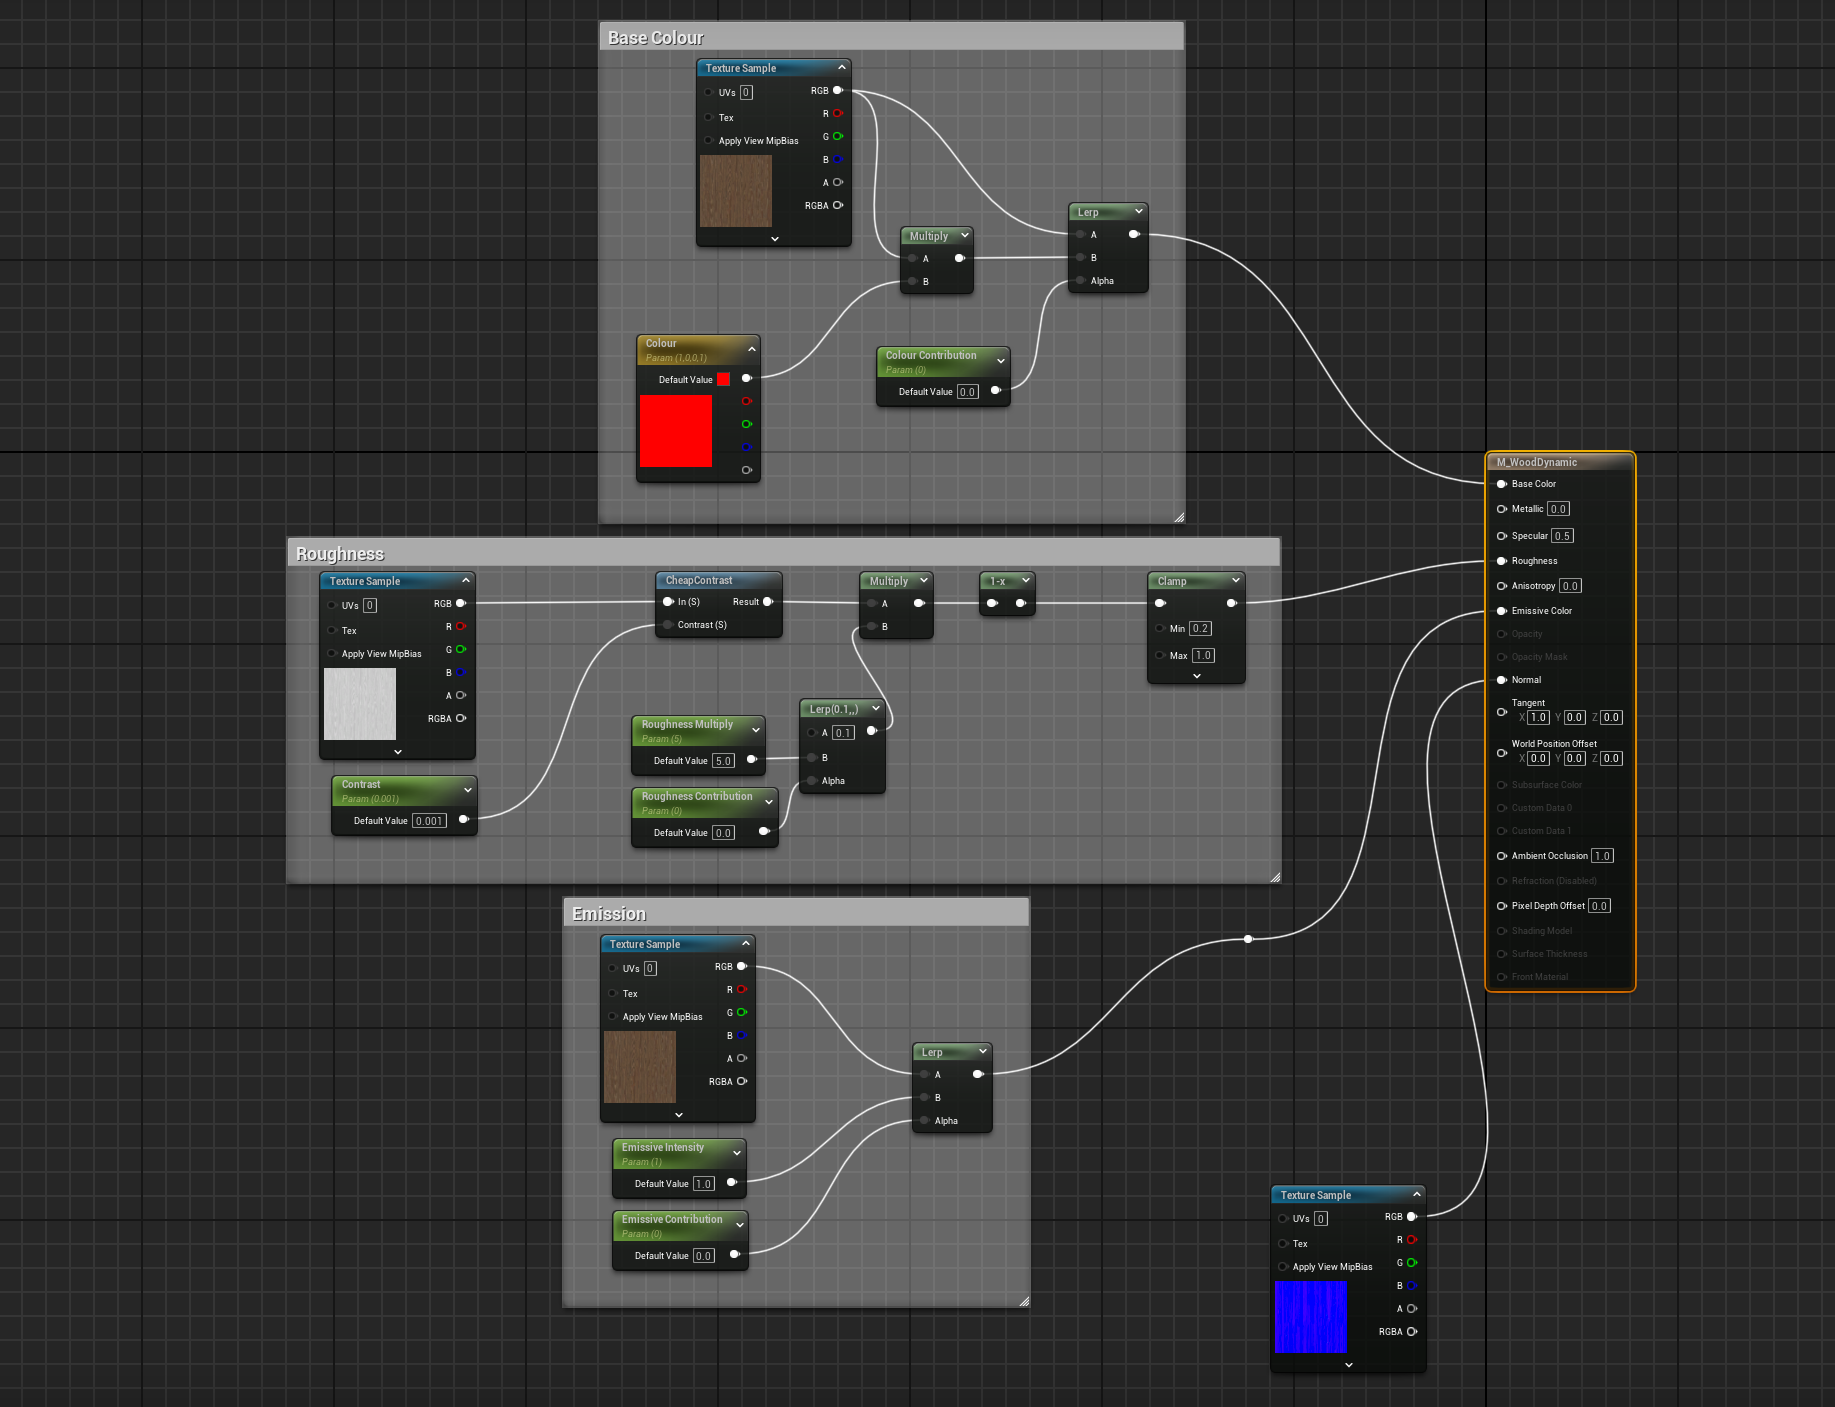 Base Colour
Texture Sample
UVs 0
RGB
Tex
R
Apply View MipBias
G
B
A
RGBA
Multiply
A
B
Lerp
A
B
Alpha
Colour
Param (1,0,0,1)
Default Value
Colour Contribution
Param (0)
Default Value 0.0
Roughness
Texture Sample
UVs 0
RGB
Tex
R
Apply View MipBias
G
B
A
RGBA
Contrast
Param (0.001)
Default Value 0.001
CheapContrast
In (S) Result
Contrast (S)
Multiply
A
B
1-x
Clamp
Min 0.2
Max 1.0
Roughness Multiply
Param (5)
Default Value 5.0
Roughness Contribution
Param (0)
Default Value 0.0
Lerp(0.1,,)
A 0.1
B
Alpha
Emission
Texture Sample
UVs 0
RGB
Tex
R
Apply View MipBias
G
B
A
RGBA
Emissive Intensity
Param (1)
Default Value 1.0
Emissive Contribution
Param (0)
Default Value 0.0
Lerp
A
B
Alpha
M_WoodDynamic
Base Color
Metallic 0.0
Specular 0.5
Roughness
Anisotropy 0.0
Emissive Color
Opacity
Opacity Mask
Normal
Tangent
X 1.0 Y 0.0 Z 0.0
World Position Offset
X 0.0 Y 0.0 Z 0.0
Subsurface Color
Custom Data 0
Custom Data 1
Ambient Occlusion 1.0
Refraction (Disabled)
Pixel Depth Offset 0.0
Shading Model
Surface Thickness
Front Material
Texture Sample
UVs 0
RGB
Tex
R
Apply View MipBias
G
B
A
RGBA